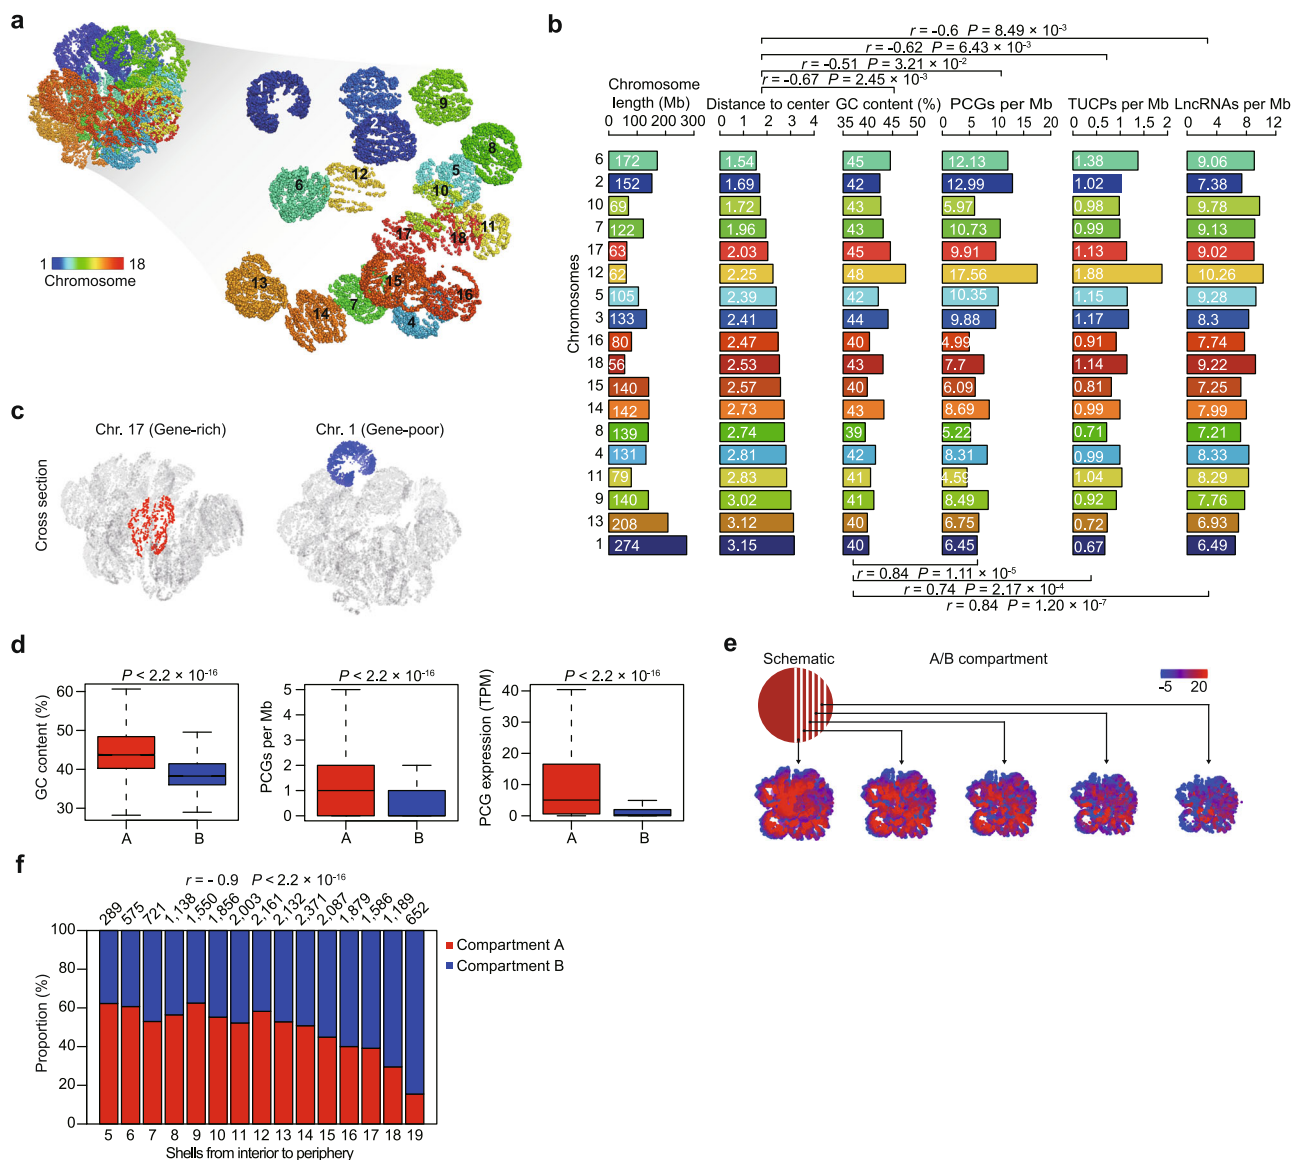 a
1
3
2
9
8
5
12
6
10
11
17
18
13
15
16
14
7
4
1 18
Chromosome
b
r = -0.6 P = 8.49 × 10-3
r = -0.62 P = 6.43 × 10-3
r = -0.51 P = 3.21 × 10-2
r = -0.67 P = 2.45 × 10-3
Chromosome length (Mb) Distance to center GC content (%) PCGs per Mb TUCPs per Mb LncRNAs per Mb
0 100 200 300 0 1 2 3 4 35 45 50 0 5 10 15 20 0 0.5 1 1.5 2 0 4 8 12
Chromosomes
6 172 1.54 45 12.13 1.38 9.06
2 152 1.69 42 12.99 1.02 7.38
10 69 1.72 43 5.97 0.98 9.78
7 122 1.96 43 10.73 0.99 9.13
17 63 2.03 45 9.91 1.13 9.02
12 62 2.25 48 17.56 1.88 10.26
5 105 2.39 42 10.35 1.15 9.28
3 133 2.41 44 9.88 1.17 8.3
16 80 2.47 40 4.99 0.91 7.74
18 56 2.53 43 7.7 1.14 9.22
15 140 2.57 40 6.09 0.81 7.25
14 142 2.73 43 8.69 0.99 7.99
8 139 2.74 39 5.22 0.71 7.21
4 131 2.81 42 8.31 0.99 8.33
11 79 2.83 41 4.59 1.04 8.29
9 140 3.02 41 8.49 0.92 7.76
13 208 3.12 40 6.75 0.72 6.93
1 274 3.15 40 6.45 0.67 6.49
r = 0.84 P = 1.11 × 10-5
r = 0.74 P = 2.17 × 10-4
r = 0.84 P = 1.20 × 10-7
c
Chr. 17 (Gene-rich) Chr. 1 (Gene-poor)
Cross section
d
P < 2.2 × 10-16
GC content (%)
60
50
40
30
A B
P < 2.2 × 10-16
PCGs per Mb
5
4
3
2
1
0
A B
P < 2.2 × 10-16
PCG expression (TPM)
40
30
20
10
0
A B
e
Schematic A/B compartment
-5 20
f
r = - 0.9 P < 2.2 × 10-16
289 575 721 1,138 1,550 1,856 2,003 2,161 2,132 2,371 2,087 1,879 1,586 1,189 652
Proportion (%)
100
80
60
40
20
0
Compartment A
Compartment B
5 6 7 8 9 10 11 12 13 14 15 16 17 18 19
Shells from interior to periphery